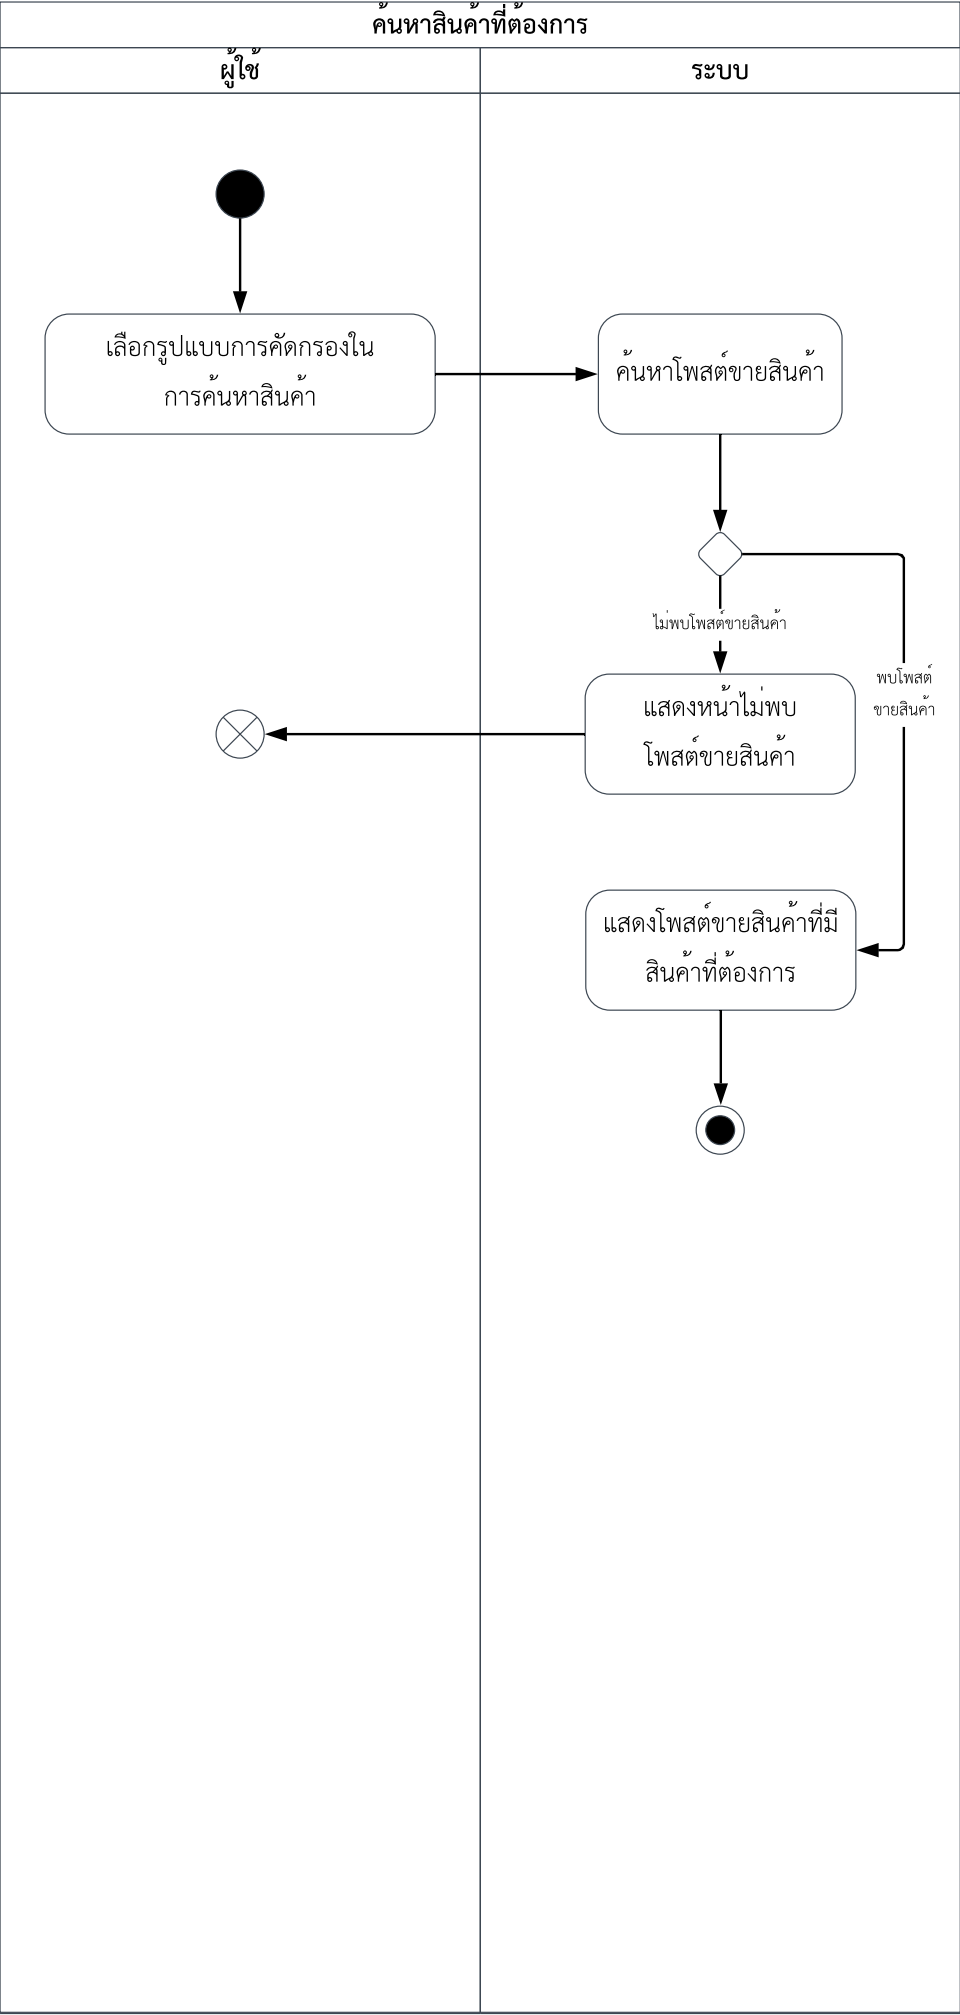 ค้นหาสินค้าที่ต้องการ
ผู้ใช้
ระบบ
เลือกรูปแบบการคัดกรองใน
การค้นหาสินค้า
ค้นหาโพสต์ขายสินค้า
ไม่พบโพสต์ขายสินค้า
พบโพสต์
ขายสินค้า
แสดงหน้าไม่พบ
โพสต์ขายสินค้า
แสดงโพสต์ขายสินค้าที่มี
สินค้าที่ต้องการ